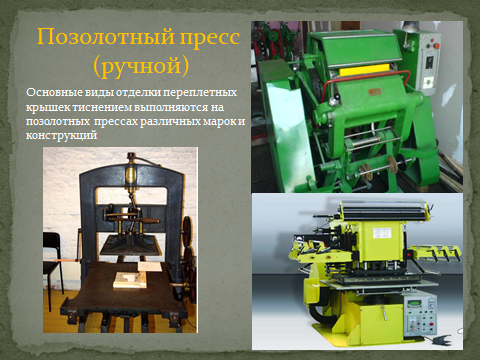 Позолотный пресс
(ручной)
Основные виды отделки переплетных
крышек тиснением выполняются на
позолотных прессах различных марок и
конструкций